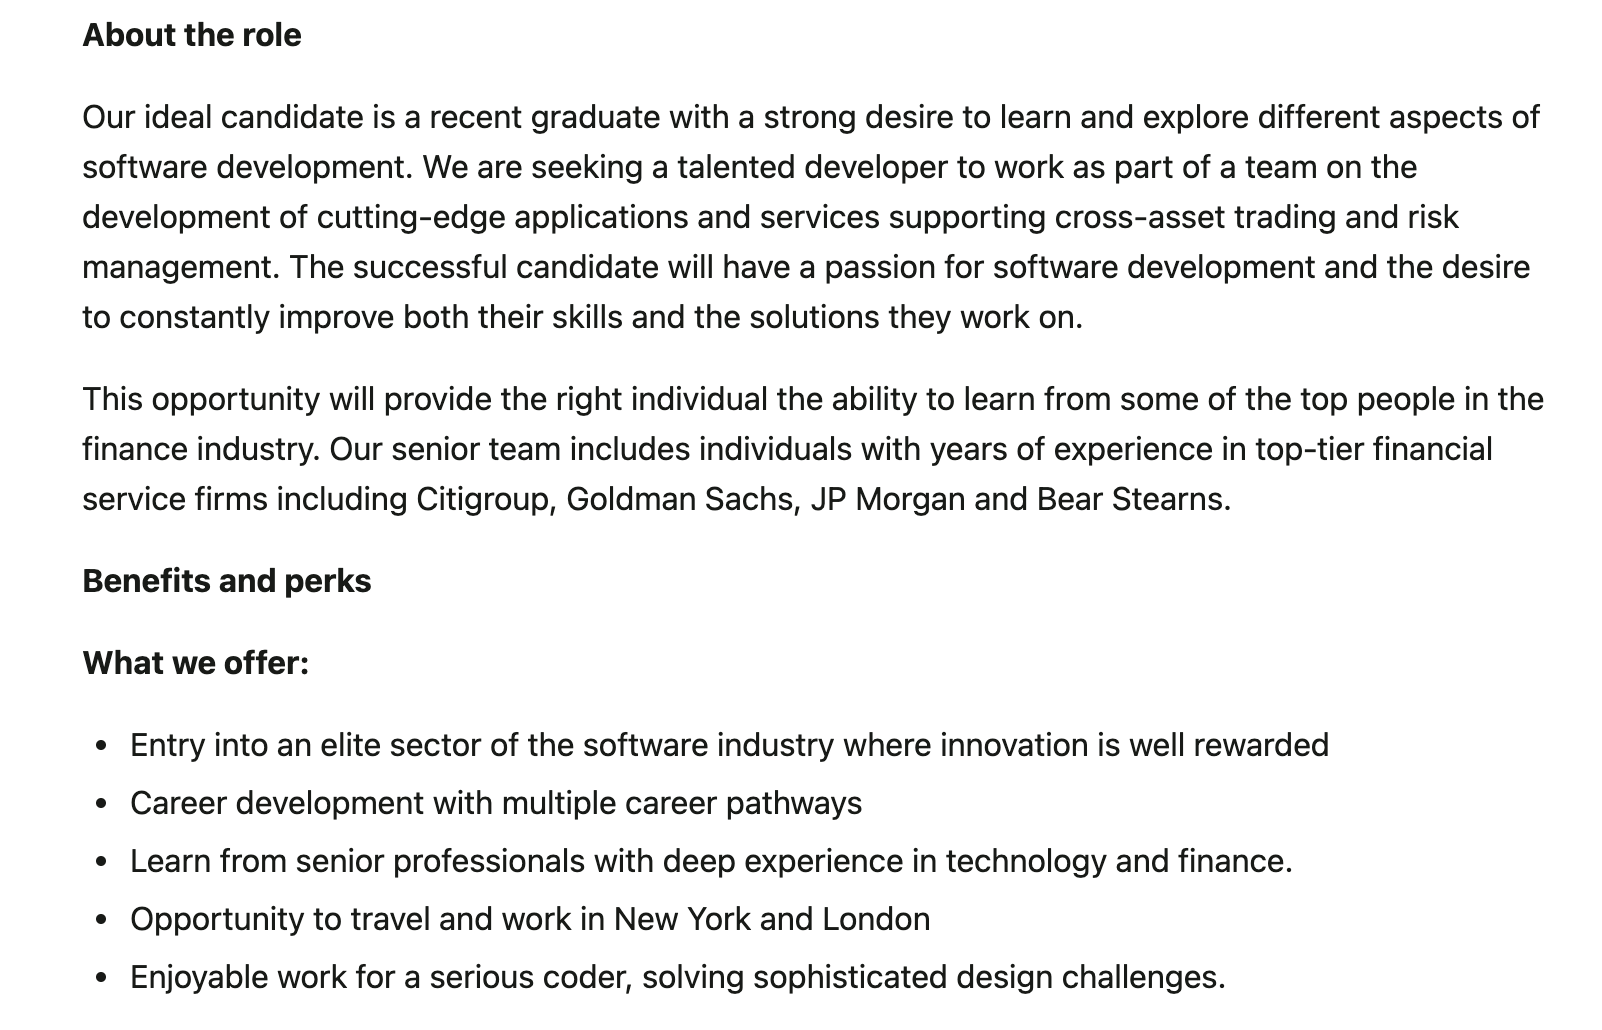 About the role
Our ideal candidate is a recent graduate with a strong desire to learn and explore different aspects of
software development. We are seeking a talented developer to work as part of a team on the
development of cutting-edge applications and services supporting cross-asset trading and risk
management. The successful candidate will have a passion for software development and the desire
to constantly improve both their skills and the solutions they work on.
This opportunity will provide the right individual the ability to learn from some of the top people in the
finance industry. Our senior team includes individuals with years of experience in top-tier financial
service firms including Citigroup, Goldman Sachs, JP Morgan and Bear Stearns.
Benefits and perks
What we offer:
• Entry into an elite sector of the software industry where innovation is well rewarded
• Career development with multiple career pathways
• Learn from senior professionals with deep experience in technology and finance.
• Opportunity to travel and work in New York and London
• Enjoyable work for a serious coder, solving sophisticated design challenges.